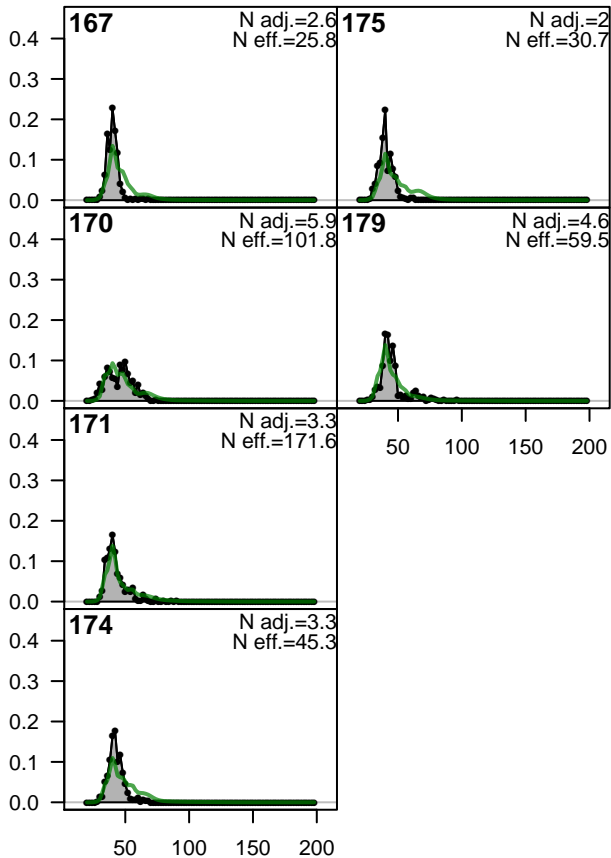 167
N adj.=2.6
N eff.=25.8
175
N adj.=2
N eff.=30.7
170
N adj.=5.9
N eff.=101.8
179
N adj.=4.6
N eff.=59.5
171
N adj.=3.3
N eff.=171.6
174
N adj.=3.3
N eff.=45.3
0.4
0.3
0.2
0.1
0.0
0.4
0.3
0.2
0.1
0.0
0.4
0.3
0.2
0.1
0.0
0.4
0.3
0.2
0.1
0.0
50 100 150 200
50 100 150 200